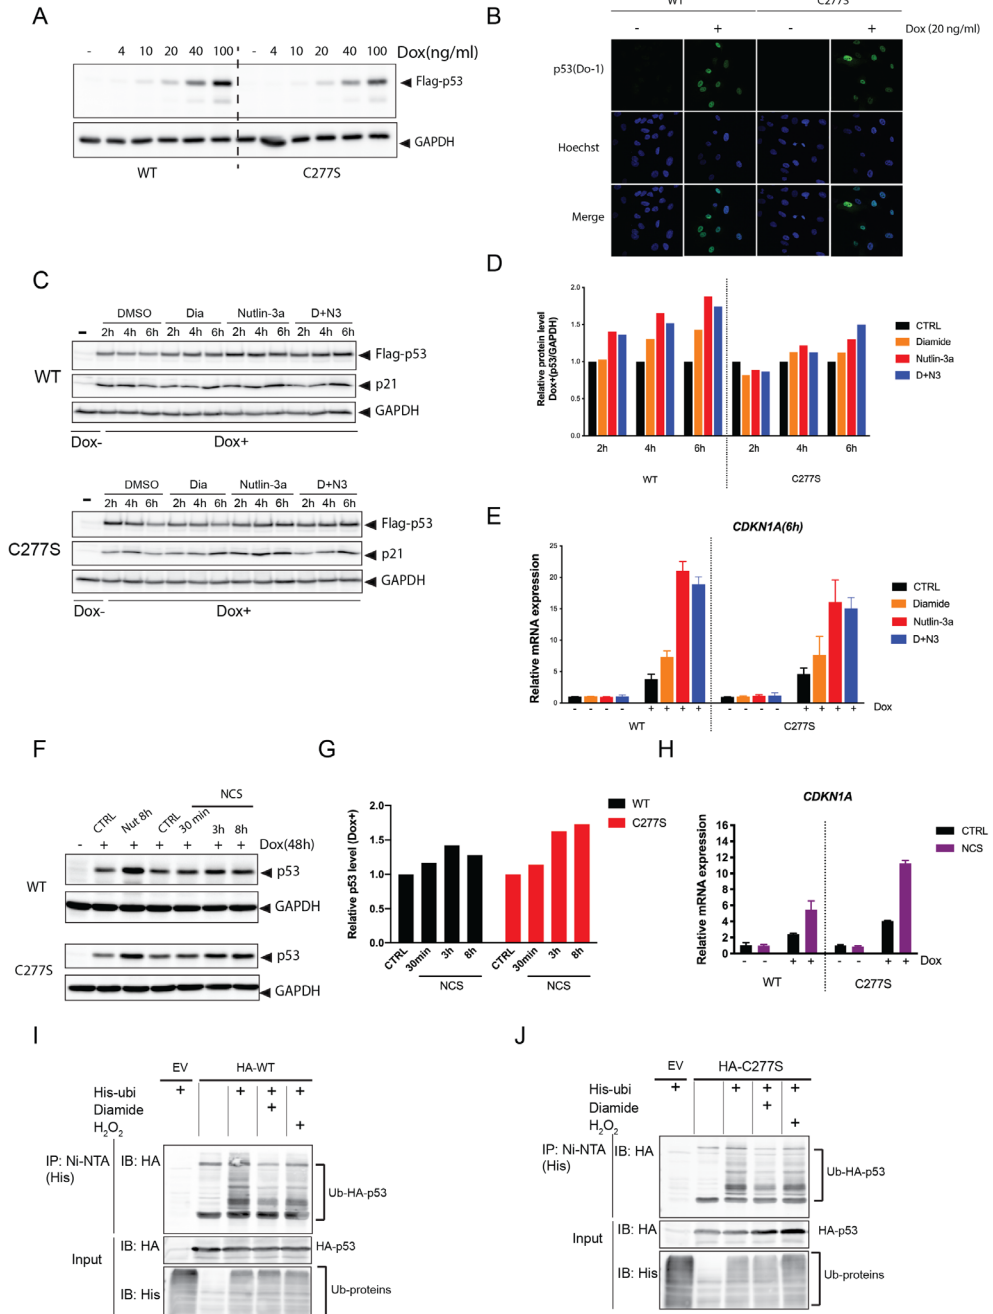 A
- 4 10 20 40 100 - 4 10 20 40 100 Dox(ng/ml)
Flag-p53
GAPDH
WT C277S
B
WT C277S
- + - + Dox (20 ng/ml)
p53(Do-1)
Hoechst
Merge
C
DMSO Dia Nutlin-3a D+N3
- 2h 4h 6h 2h 4h 6h 2h 4h 6h 2h 4h 6h
Flag-p53
WT
p21
GAPDH
Dox- Dox+
DMSO Dia Nutlin-3a D+N3
- 2h 4h 6h 2h 4h 6h 2h 4h 6h 2h 4h 6h
Flag-p53
C277S
p21
GAPDH
Dox- Dox+
D
Relative protein level
Dox+(p53/GAPDH)
2.0
1.5
1.0
0.5
0.0
2h 4h 6h 2h 4h 6h
WT C277S
CTRL
Diamide
Nutlin-3a
D+N3
E
CDKN1A(6h)
Relative mRNA expression
25
20
15
10
5
0
- - - - + + + + - - - - + + + + Dox
WT C277S
CTRL
Diamide
Nutlin-3a
D+N3
F
NCS
CTRL Nut 8h CTRL 30 min 3h 8h
- + + + + + + Dox(48h)
p53
WT
GAPDH
p53
C277S
GAPDH
G
Relative p53 level (Dox+)
2.0
1.5
1.0
0.5
0.0
CTRL 30min 3h 8h CTRL 30min 3h 8h
NCS NCS
WT
C277S
H
CDKN1A
Relative mRNA expression
16
14
12
10
8
6
4
2
0
- - + + - - + + Dox
WT C277S
CTRL
NCS
I
EV HA-WT
His-ubi + + + +
Diamide +
H2O2 +
IP: Ni-NTA
(His)
IB: HA
Ub-HA-p53
Input
IB: HA
HA-p53
IB: His
Ub-proteins
J
EV HA-C277S
His-ubi + + + +
Diamide +
H2O2 +
IP: Ni-NTA
(His)
IB: HA
Ub-HA-p53
Input
IB: HA
HA-p53
IB: His
Ub-proteins